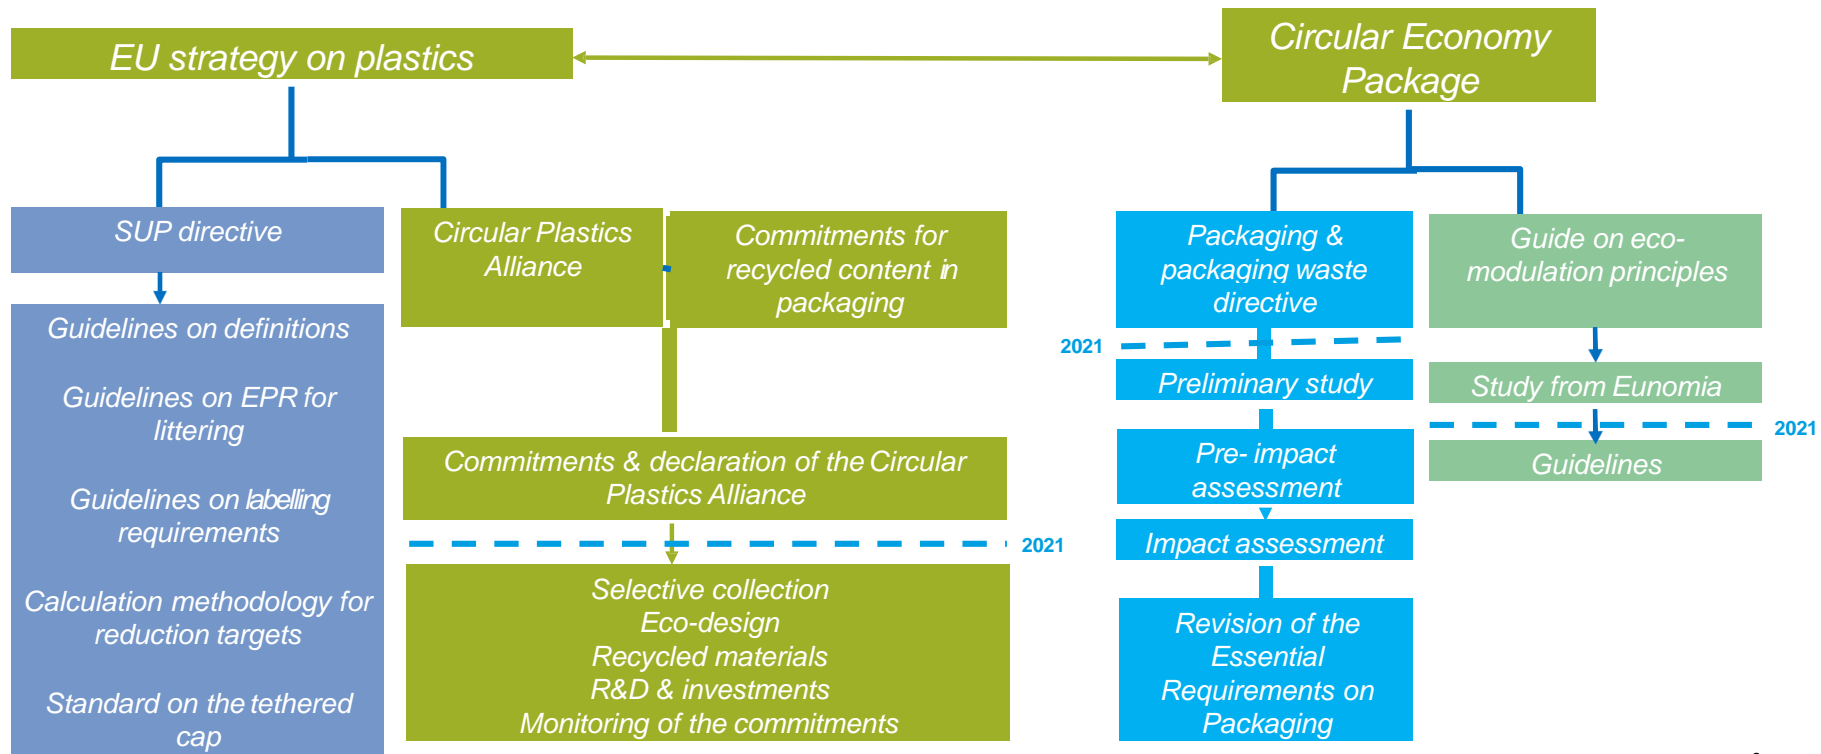 EU strategy on plastics
Circular Economy
Package
SUP directive
Guidelines on definitions
Guidelines on EPR for
littering
Guidelines on labelling
requirements
Calculation methodology for
reduction targets
Standard on the tethered
cap
Circular Plastics
Alliance
Commitments for
recycled content in
packaging
Commitments & declaration of the Circular
Plastics Alliance
2021
Selective collection
Eco-design
Recycled materials
R&D & investments
Monitoring of the commitments
Packaging &
packaging waste
directive
2021
Preliminary study
Pre- impact
assessment
Impact assessment
Revision of the
Essential
Requirements on
Packaging
Guide on eco-
modulation principles
Study from Eunomia
2021
Guidelines